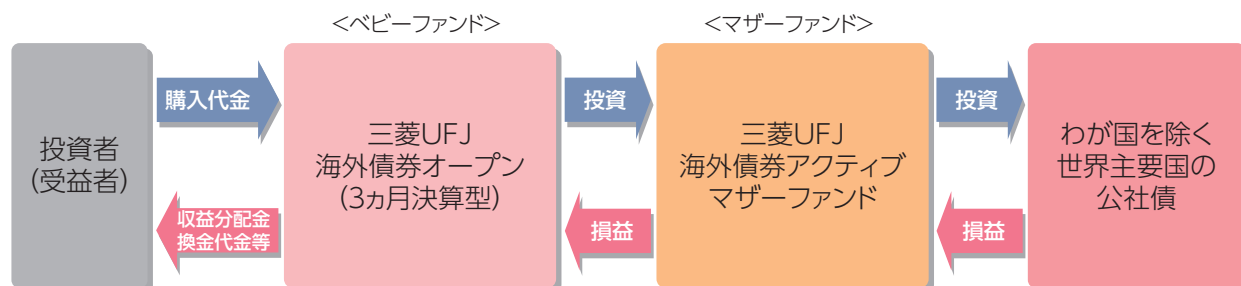 <ベビーファンド>
<マザーファンド>
投資者
(受益者)
購入代金
収益分配金
換金代金等
三菱UFJ
海外債券オープン
(3ヵ月決算型)
投資
損益
三菱UFJ
海外債券アクティブ
マザーファンド
投資
損益
わが国を除く
世界主要国の
公社債